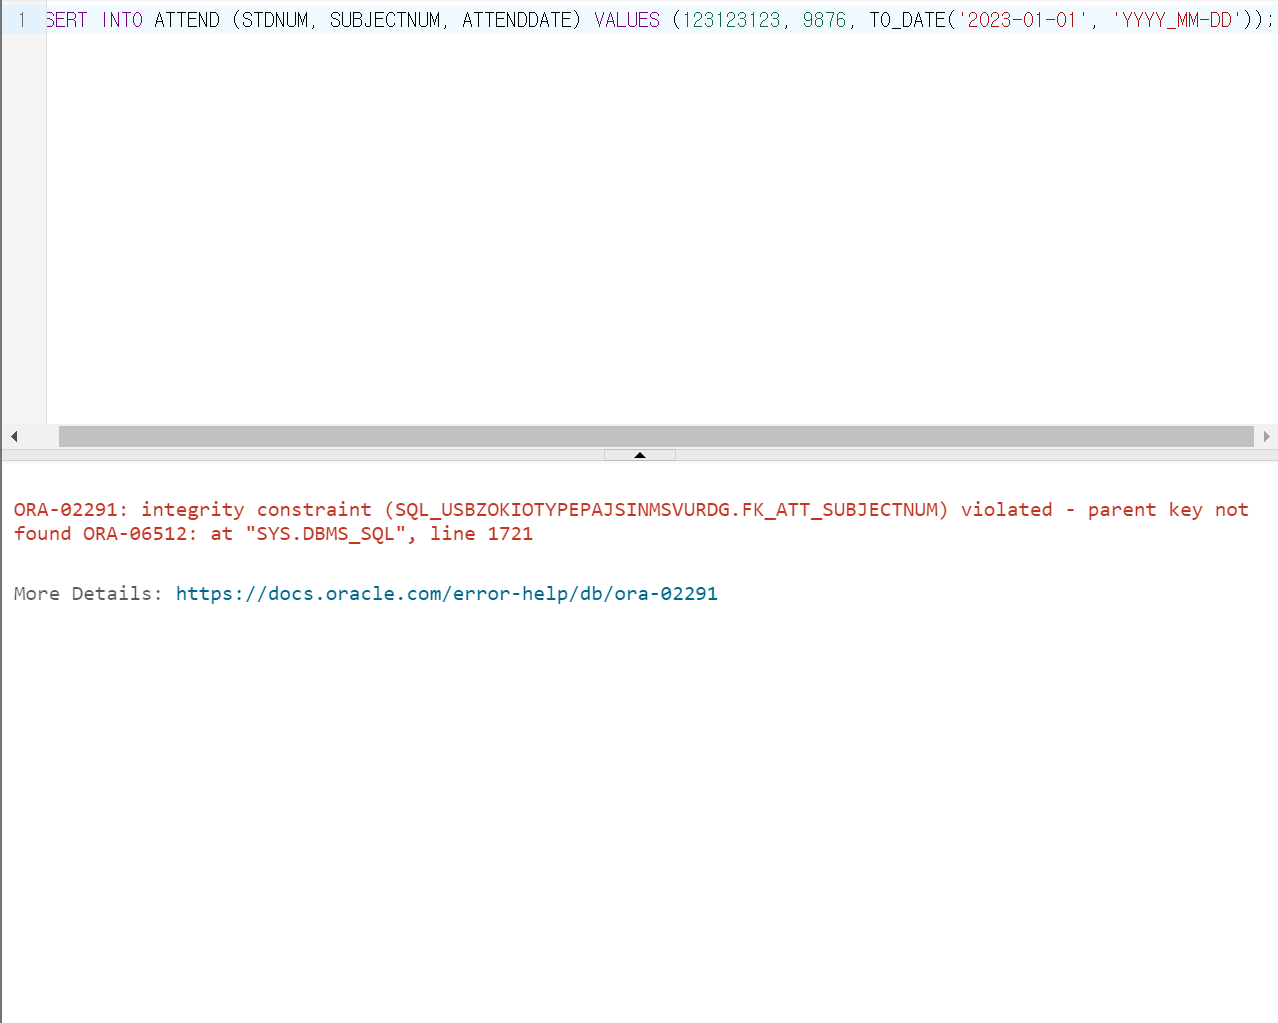 1 SERT INTO ATTEND (STDNUM, SUBJECTNUM, ATTENDDATE) VALUES (123123123, 9876, TO_DATE('2023-01-01', 'YYYY_MM-DD'));
ORA-02291: integrity constraint (SQL_USBZOKIOTYPEPAJSINMSVURDG.FK_ATT_SUBJECTNUM) violated - parent key not
found ORA-06512: at "SYS.DBMS_SQL", line 1721
More Details: https://docs.oracle.com/error-help/db/ora-02291